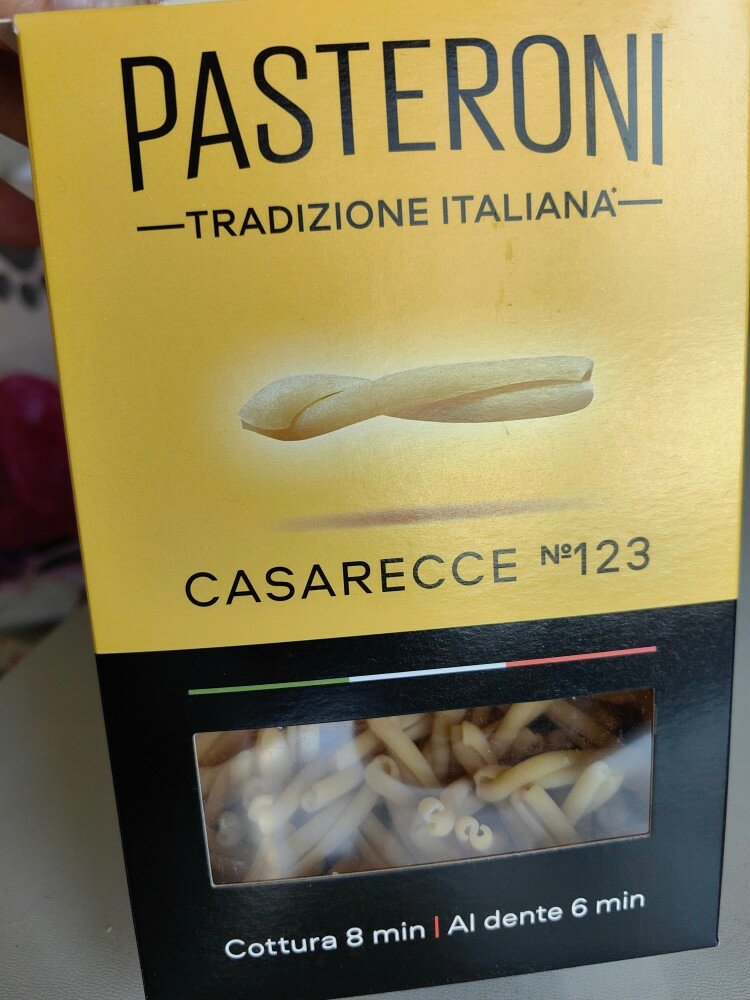 PASTERONI
—TRADIZIONE ITALIANA*—
CASARECCE Nº123
Cottura 8 min | Al dente 6 min